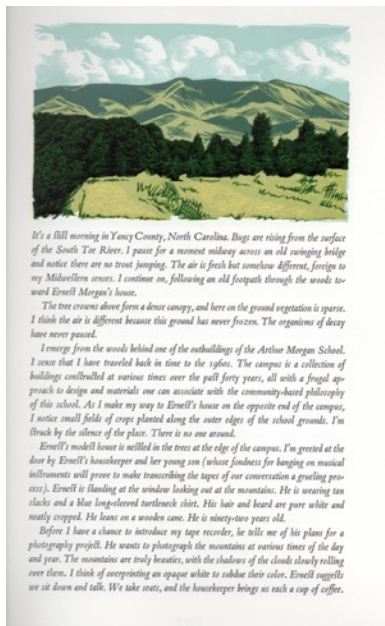 It's a still morning in Yancy County, North Carolina. Bugs are rising from the surface
of the South Toe River. I pause for a moment midway across an old swinging bridge
and notice there are no trout jumping. The air is fresh but somehow different, foreign to
my Midwestern senses. I continue on, following an old footpath through the woods to-
ward Ernest Morgan's house.
The tree crowns above form a dense canopy, and here on the ground vegetation is sparse.
I think the air is different because this ground has never frozen. The organisms of decay
have never paused.
I emerge from the woods behind one of the outbuildings of the Arthur Morgan School.
I sense that I have traveled back in time to the 1960s. The campus is a collection of
buildings constructed at various times over the past forty years, all with a frugal ap-
proach to design and materials one can associate with the community-based philosophy
of this school. As I make my way to Ernest's house on the opposite end of the campus,
I notice small fields of crops planted along the outer edges of the school grounds. I'm
struck by the silence of the place. There is no one around.
Ernest's modest house is nestled in the trees at the edge of the campus. I'm greeted at the
door by Ernest's housekeeper and her young son (whose fondness for banging on musical
instruments will prove to make transcribing the tapes of our conversation a grueling pro-
cess). Ernest is standing at the window looking out at the mountains. He is wearing tan
slacks and a blue long-sleeved turtleneck shirt. His hair and beard are pure white and
neatly cropped. He leans on a wooden cane. He is ninety-two years old.
Before I have a chance to introduce my tape recorder, he tells me of his plans for a
photography project. He wants to photograph the mountains at various times of the day
and year. The mountains are truly beauties, with the shadows of the clouds slowly rolling
over them. I think of overprinting an opaque white to subdue their color. Ernest suggests
we sit down and talk. We take seats, and the housekeeper brings us each a cup of coffee.